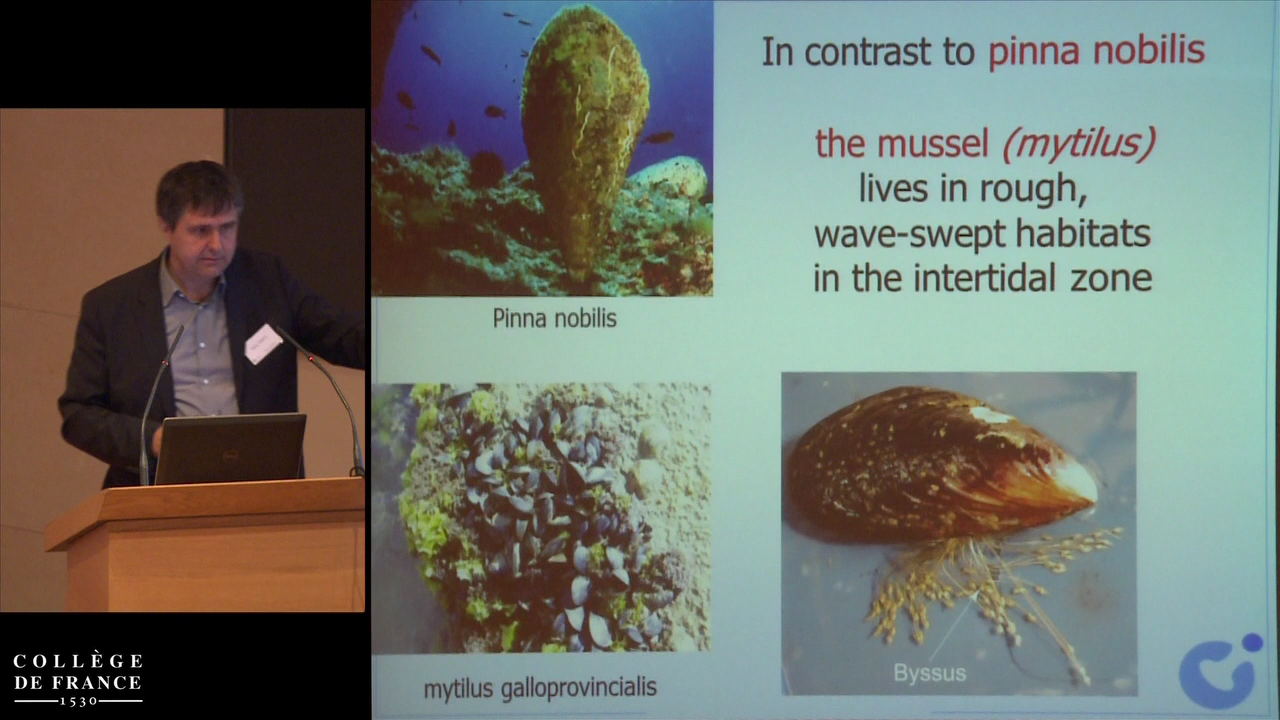 In contrast to pinna nobilis
the mussel (mytilus)
lives in rough,
wave-swept habitats
in the intertidal zone
Pinna nobilis
mytilus galloprovincialis
Byssus
COLLÈGE
DE FRANCE
1530